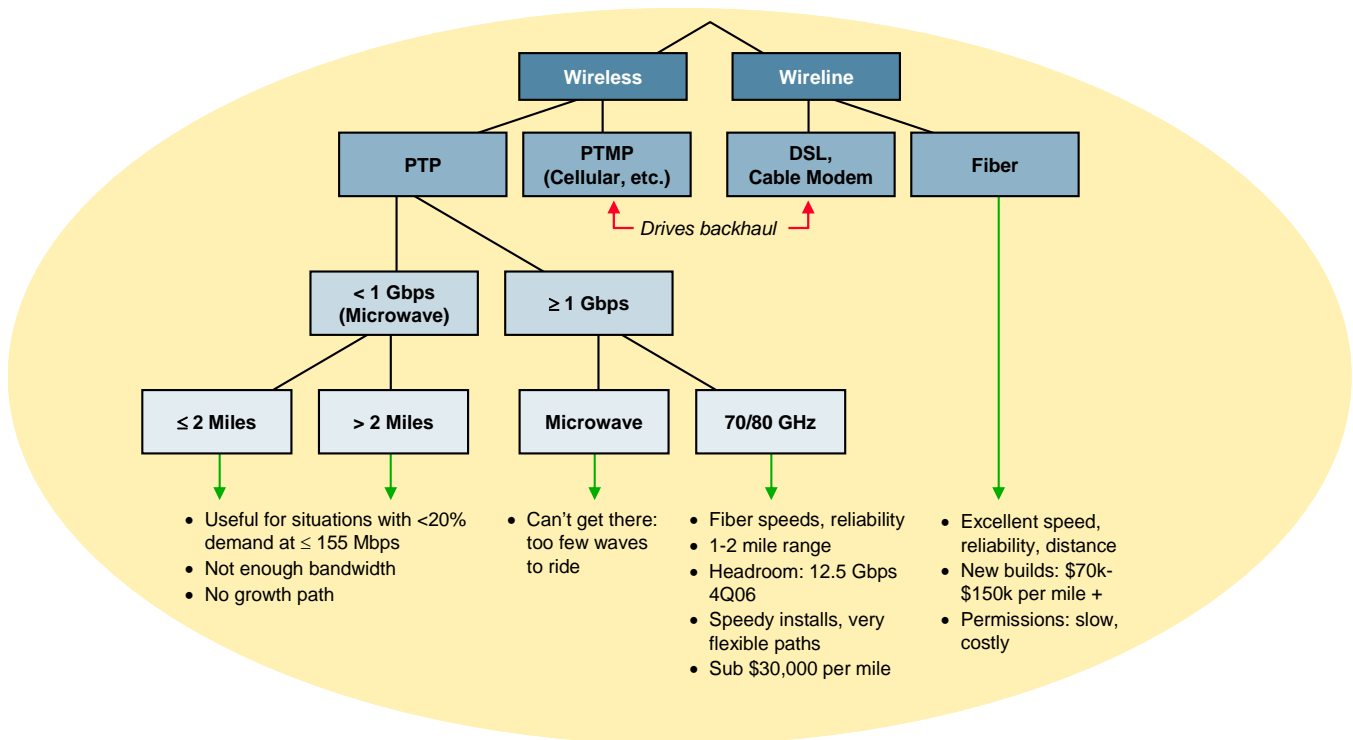 Wireless
Wireline
PTP
PTMP
(Cellular, etc.)
DSL,
Cable Modem
Fiber
Drives backhaul
< 1 Gbps
(Microwave)
≥ 1 Gbps
≤ 2 Miles
> 2 Miles
Microwave
70/80 GHz
• Useful for situations with <20%
demand at ≤ 155 Mbps
• Not enough bandwidth
• No growth path
• Can't get there:
too few waves
to ride
• Fiber speeds, reliability
• 1-2 mile range
• Headroom: 12.5 Gbps
4Q06
• Speedy installs, very
flexible paths
• Sub $30,000 per mile
• Excellent speed,
reliability, distance
• New builds: $70k-
$150k per mile +
• Permissions: slow,
costly